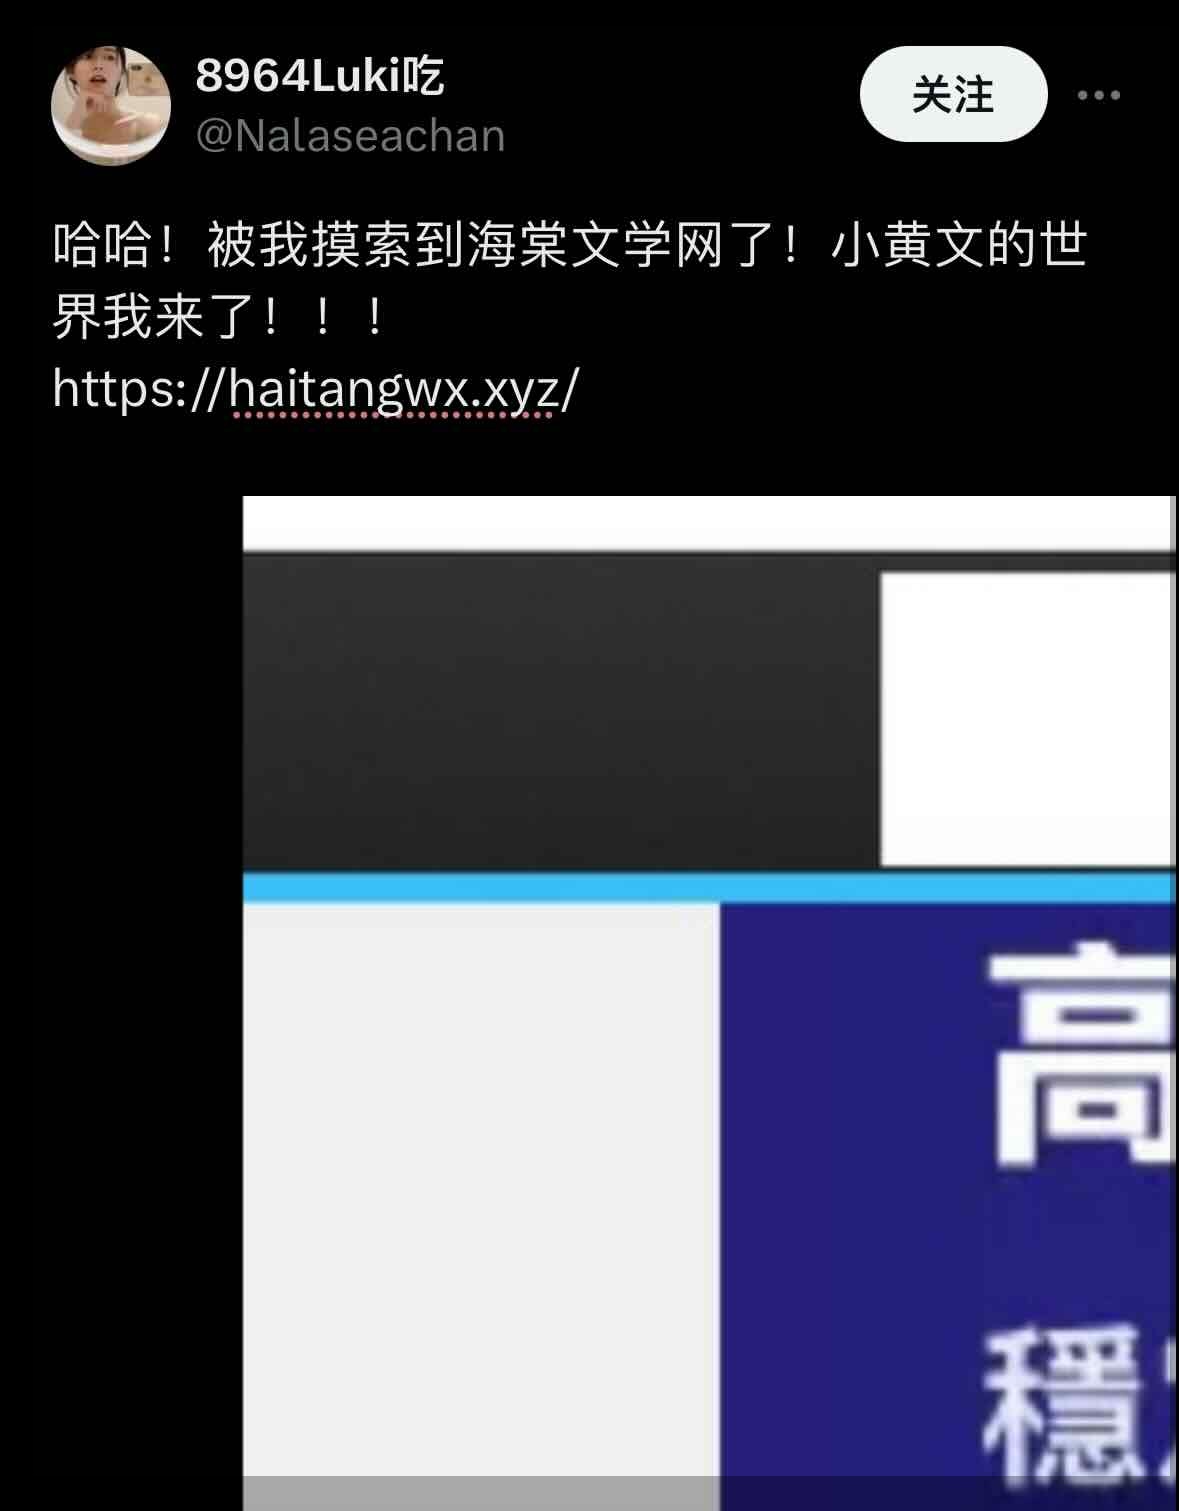 8964Luki吃
@Nalaseachan
关注
哈哈！被我摸索到海棠文学网了！小黄文的世
界我来了！！！
https://haitangwx.xyz/
高
穩